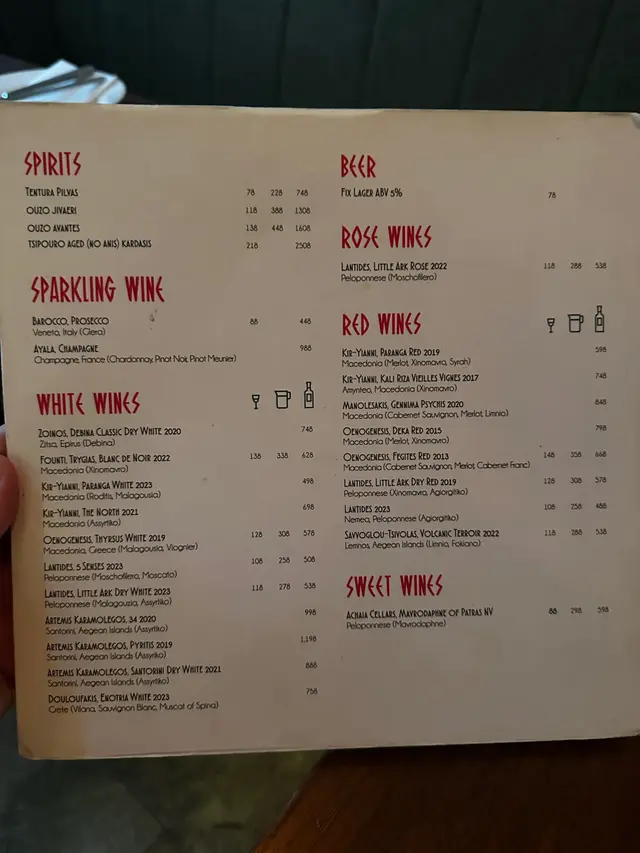 SPIRITS
TENTURA PILVAS 78 228 748
OUZO JIVAERI 118 388 1308
OUZO AVANTES 138 448 1608
TSIPOURO AGED (NO ANIS) KARDASIS 218 2508
SPARKLING WINE
BAROCCO, PROSECCO 88 448
Veneto, Italy (Glera)
AYALA, CHAMPAGNE 988
Champagne, France (Chardonnay, Pinot Noir, Pinot Meunier)
WHITE WINES
ZOINOS, DEBINA CLASSIC DRY WHITE 2020 748
Zitsa, Epirus (Debina)
FOUNTI, TRYGIAS, BLANC DE NOIR 2022 138 338 628
Macedonia (Xinomavro)
KIR-YIANNI, PARANGA WHITE 2023 498
Macedonia (Roditis, Malagousia)
KIR-YIANNI, THE NORTH 2021 698
Macedonia (Assyrtiko)
OENOGENESIS, THYRSUS WHITE 2019 128 308 578
Macedonia, Greece (Malagousia, Viognier)
LANTIDES, 5 SENSES 2023 108 258 508
Peloponnese (Moschofilero, Moscato)
LANTIDES, LITTLE ARK DRY WHITE 2023 118 278 538
Peloponnese (Malagouzia, Assyrtiko)
ARTEMIS KARAMOLEGOS, 34 2020 998
Santorini, Aegean Islands (Assyrtiko)
ARTEMIS KARAMOLEGOS, PYRITIS 2019 1,198
Santorini, Aegean Islands (Assyrtiko)
ARTEMIS KARAMOLEGOS, SANTORINI DRY WHITE 2021 888
Santorini, Aegean Islands (Assyrtiko)
DOULOUFAKIS, ENOTRIA WHITE 2023 758
Crete (Vilana, Sauvignon Blanc, Muscat of Spina)
BEER
FIX LAGER ABV 5% 78
ROSE WINES
LANTIDES, LITTLE ARK ROSE 2022 118 288 538
Peloponnese (Moschofilero)
RED WINES
KIR-YIANNI, PARANGA RED 2019 598
Macedonia (Merlot, Xinomavro, Syrah)
KIR-YIANNI, KALI RIZA VIEILLES VIGNES 2017 748
Amynteo, Macedonia (Xinomavro)
MANOLESAKIS, GENNIMA PSYCHIS 2020 848
Macedonia (Cabernet Sauvignon, Merlot, Limnio)
OENOGENESIS, DEKA RED 2015 798
Macedonia (Merlot, Xinomavro)
OENOGENESIS, FEGITES RED 2013 148 358 668
Macedonia (Cabernet Sauvignon, Merlot, Cabernet Franc)
LANTIDES, LITTLE ARK DRY RED 2019 128 308 578
Peloponnese (Xinomavro, Agiorgitiko)
LANTIDES 2023 108 258 488
Nemea, Peloponnese (Agiorgitiko)
SAVVOGLOU-TSIVOLAS, VOLCANIC TERROIR 2022 118 288 538
Lemnos, Aegean Islands (Limnio, Fokiano)
SWEET WINES
ACHAIA CELLARS, MAVRODAPHNE OF PATRAS NV 88 298 598
Peloponnese (Mavrodaphne)